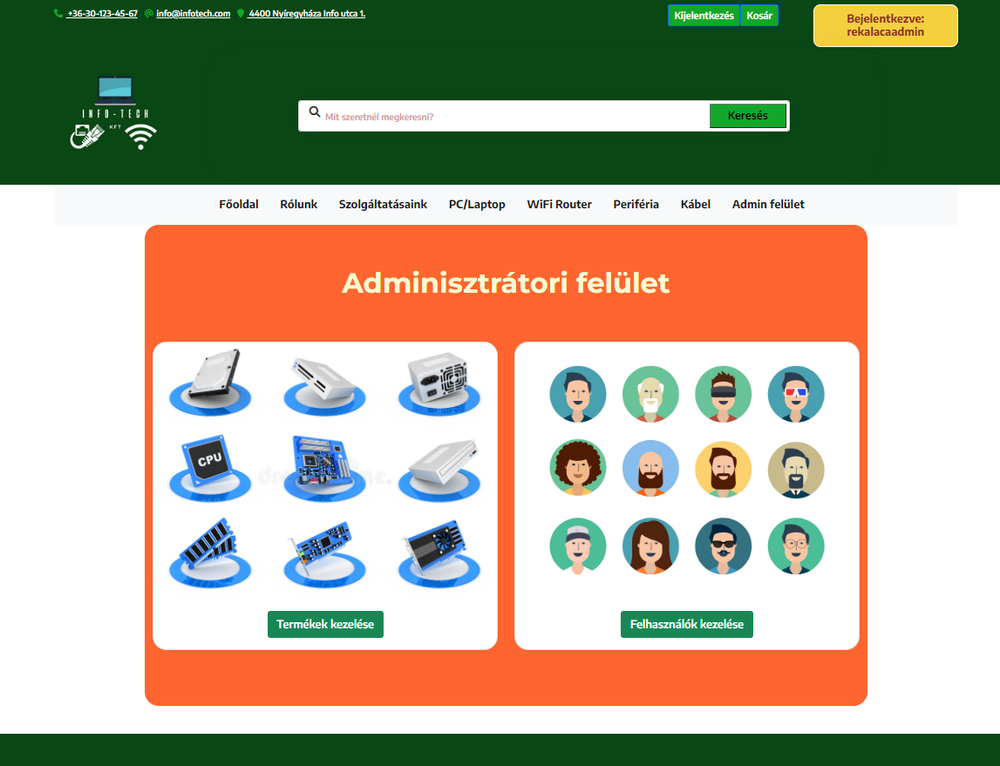 +36-30-123-45-67 info@infotech.com 4400 Nyíregyháza Info utca 1.
Kijelentkezés Kosár
Bejelentkezve:
rekalacaadmin
INFO-TECH
KFT
Mit szeretnél megkeresni?
Keresés
Főoldal Rólunk Szolgáltatásaink PC/Laptop WiFi Router Periféria Kábel Admin felület
Adminisztrátori felület
CPU
Termékek kezelése
Felhasználók kezelése